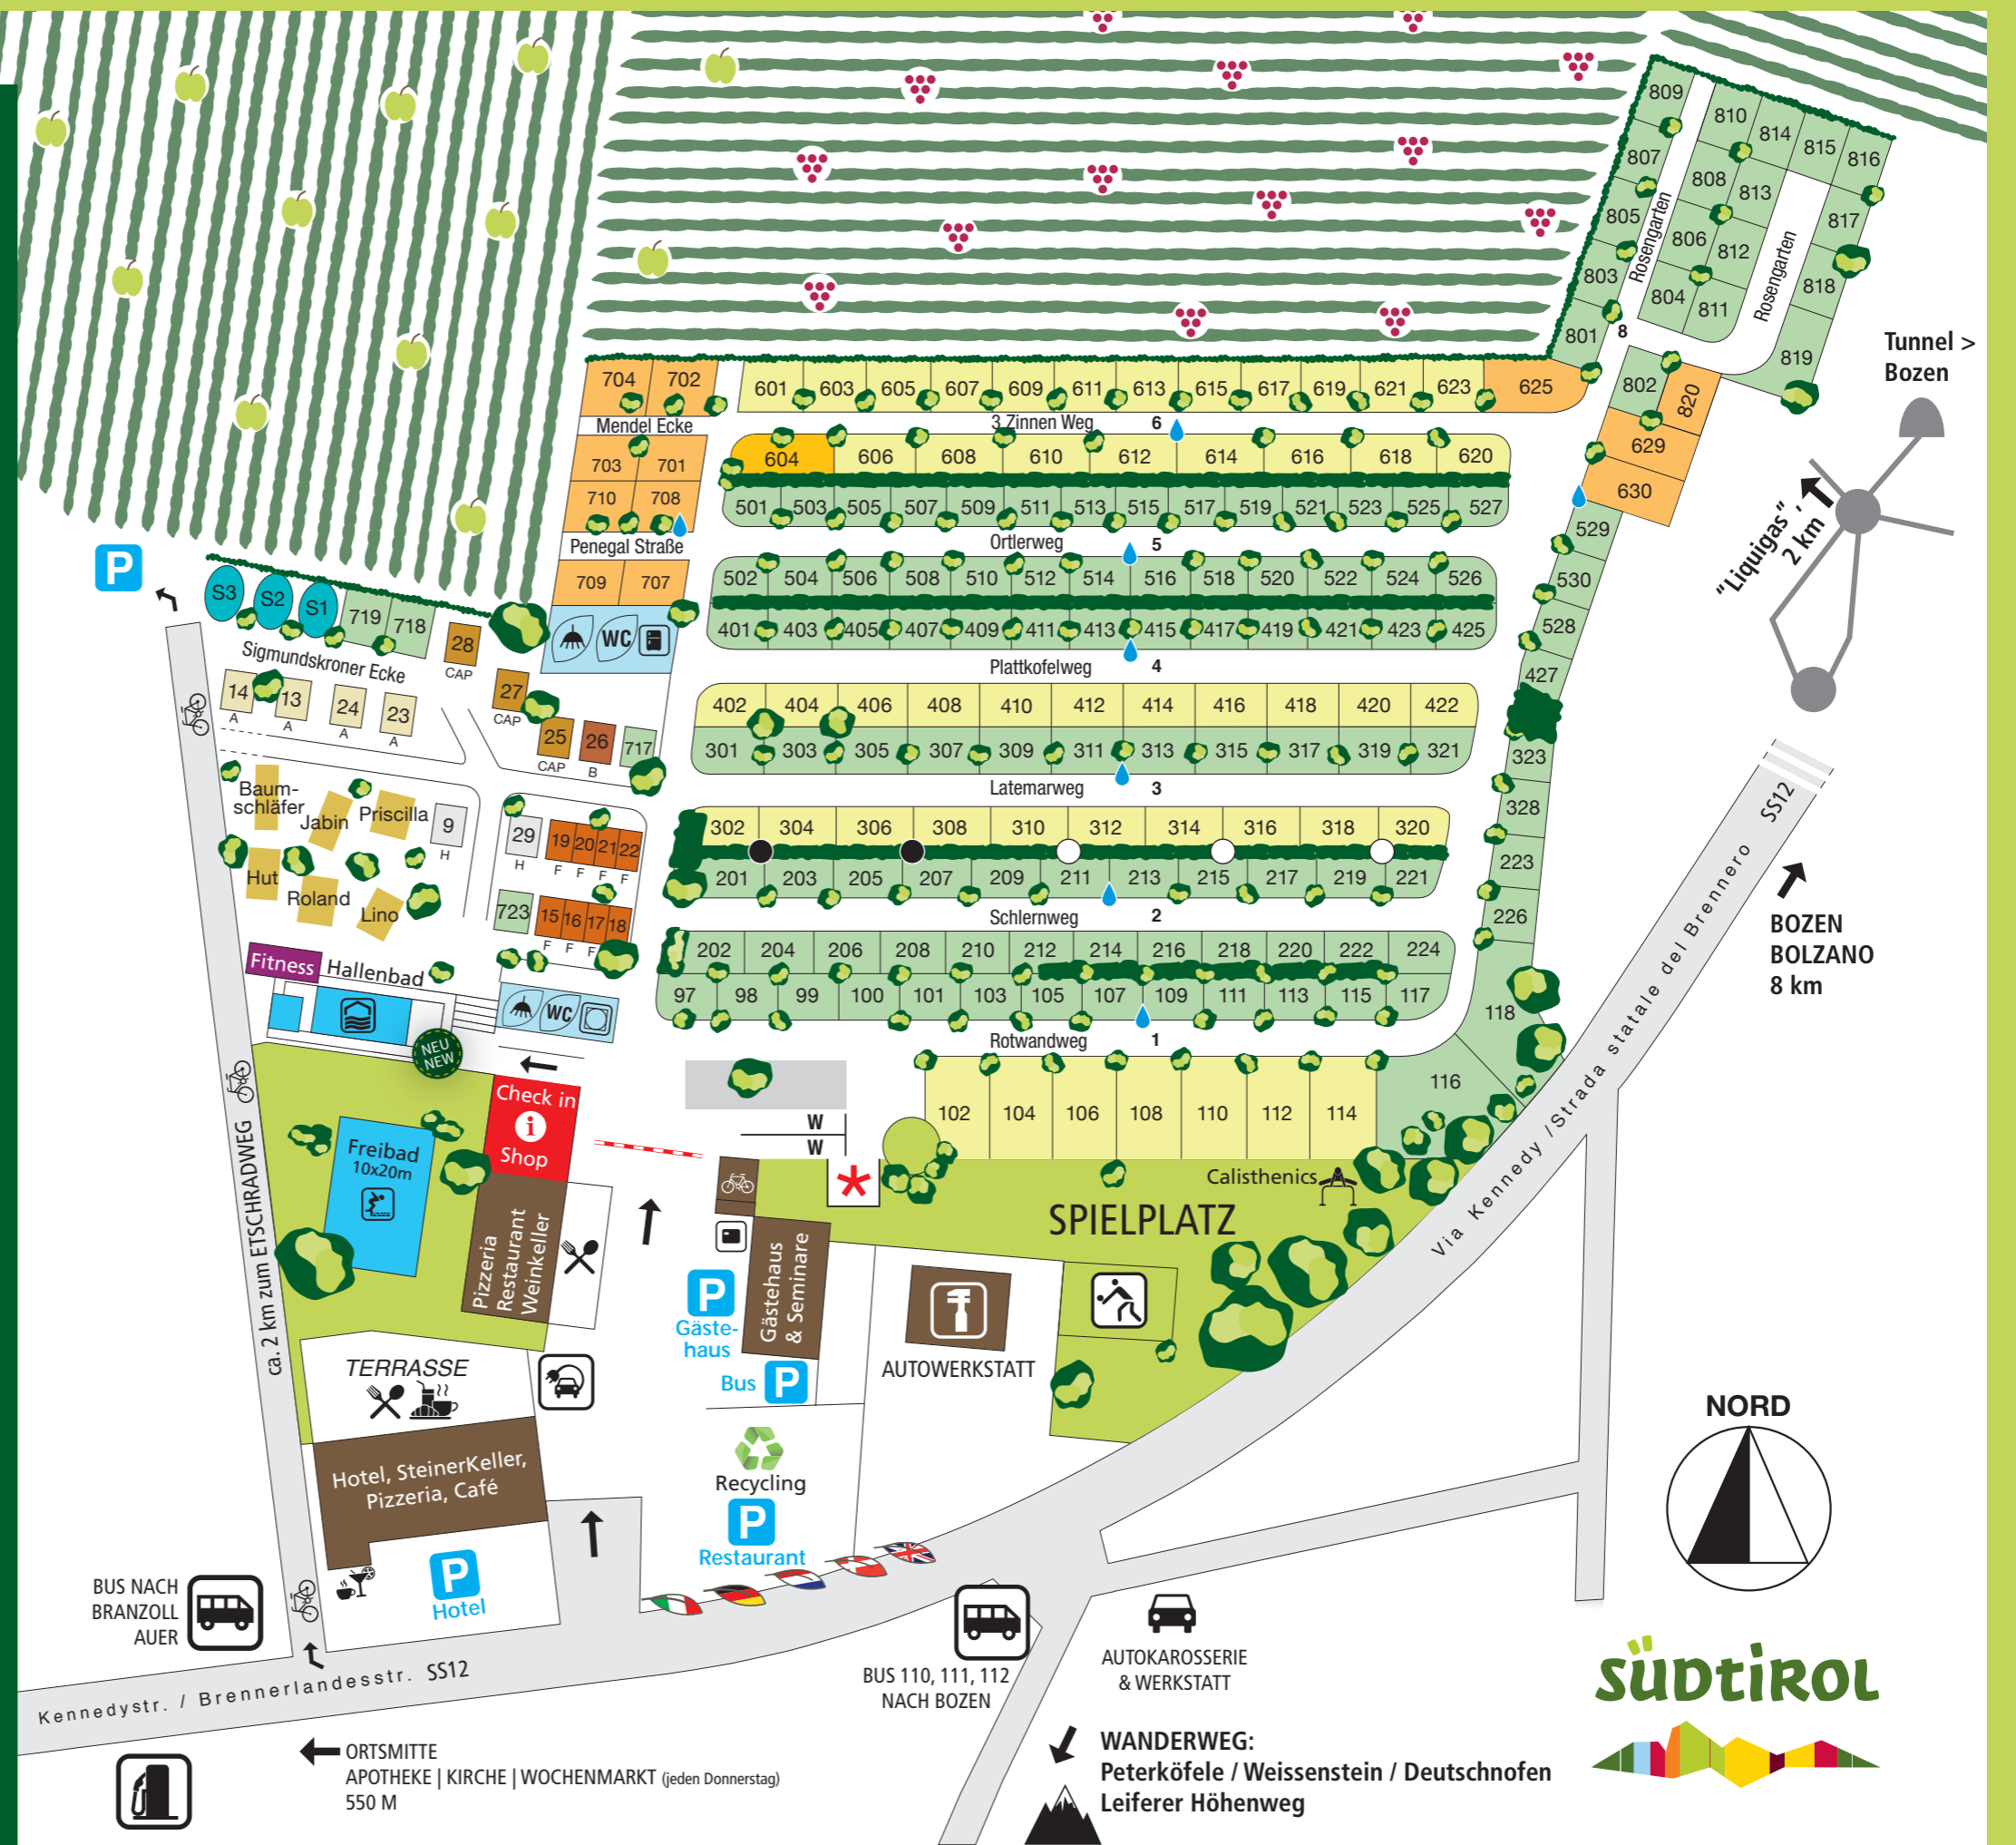 809
810
814
815
816
807
808
813
817
805
806
812
818
803
804
811
801
8
819
Rosengarten
Rosengarten
802
820
629
630
Tunnel >
Bozen
"Liquigas"
2 km
704 702
601 603 605 607 609 611 613 615 617 619 621 623 625
Mendel Ecke
3 Zinnen Weg 6
703 701
604 606 608 610 612 614 616 618 620
710 708
501 503 505 507 509 511 513 515 517 519 521 523 525 527
Penegal Straße
Ortlerweg 5
709 707
502 504 506 508 510 512 514 516 518 520 522 524 526
WC
401 403 405 407 409 411 413 415 417 419 421 423 425
Plattkofelweg 4
402 404 406 408 410 412 414 416 418 420 422
301 303 305 307 309 311 313 315 317 319 321
Latemarweg 3
302 304 306 308 310 312 314 316 318 320
201 203 205 207 209 211 213 215 217 219 221
Schlernweg 2
202 204 206 208 210 212 214 216 218 220 222 224
97 98 99 100 101 103 105 107 109 111 113 115 117
Rotwandweg 1
102 104 106 108 110 112 114
116
118
529
530
528
427
323
328
223
226
P
S3 S2 S1 719 718
28
CAP
Sigmundskroner Ecke
14
A
13
A
24
A
23
A
27
CAP
25
CAP
26
B
717
Baum-
schläfer
Jabin
Priscilla
9
H
Hut
Roland
Lino
29
H
19 20 21 22
F F F F
723
15 16 17 18
F F F
Fitness
Hallenbad
WC
NEU
NEW
Check in
i
Shop
Freibad
10x20m
Pizzeria
Restaurant
Weinkeller
W
W
*
Calisthenics
SPIELPLATZ
P
Gäste-
haus
Gästehaus
& Seminare
Bus P
AUTOWERKSTATT
TERRASSE
Hotel, SteinerKeller,
Pizzeria, Café
Recycling
P
Restaurant
P
Hotel
ca. 2 km zum ETSCHRADWEG
Via Kennedy / Strada statale del Brennero SS12
BOZEN
BOLZANO
8 km
NORD
BUS NACH
BRANZOLL
AUER
Kennedystr. / Brennerlandesstr. SS12
BUS 110, 111, 112
NACH BOZEN
AUTOKAROSSERIE
& WERKSTATT
ORTSMITTE
APOTHEKE | KIRCHE | WOCHENMARKT (jeden Donnerstag)
550 M
WANDERWEG:
Peterköfele / Weissenstein / Deutschnofen
Leiferer Höhenweg
SÜDTIROL